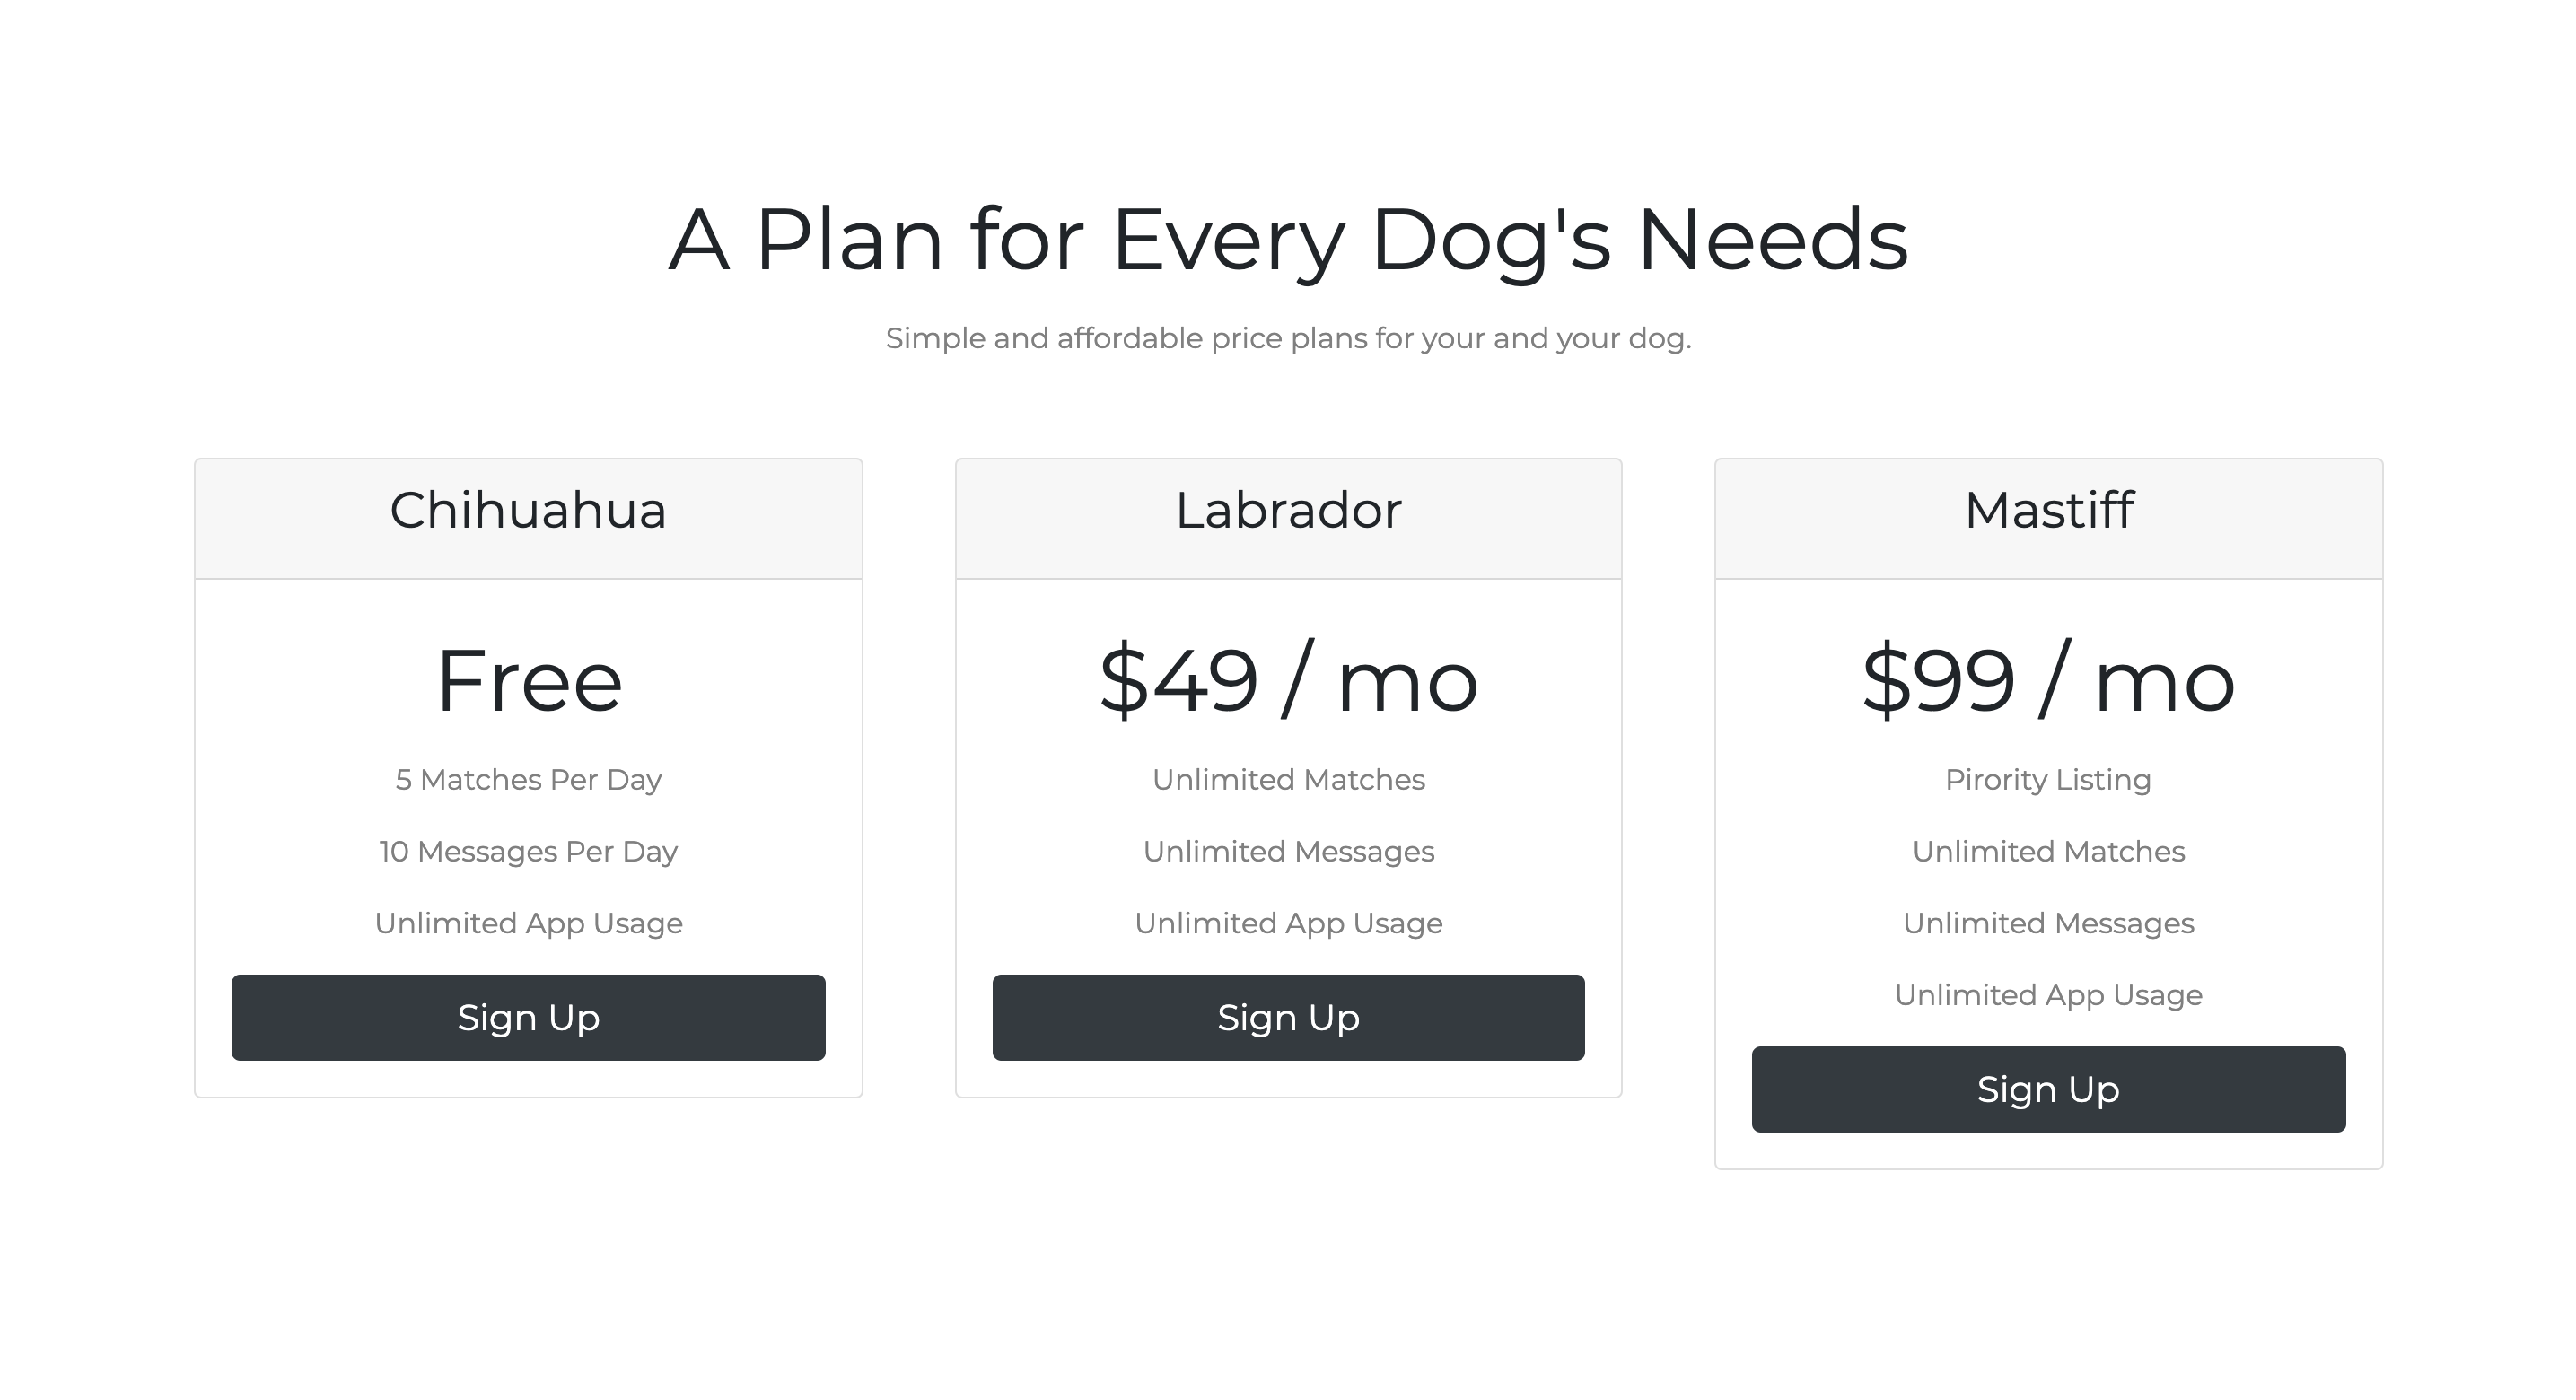 A Plan for Every Dog's Needs
Simple and affordable price plans for your and your dog.
Chihuahua
Free
5 Matches Per Day
10 Messages Per Day
Unlimited App Usage
Sign Up
Labrador
$49 / mo
Unlimited Matches
Unlimited Messages
Unlimited App Usage
Sign Up
Mastiff
$99 / mo
Pirority Listing
Unlimited Matches
Unlimited Messages
Unlimited App Usage
Sign Up